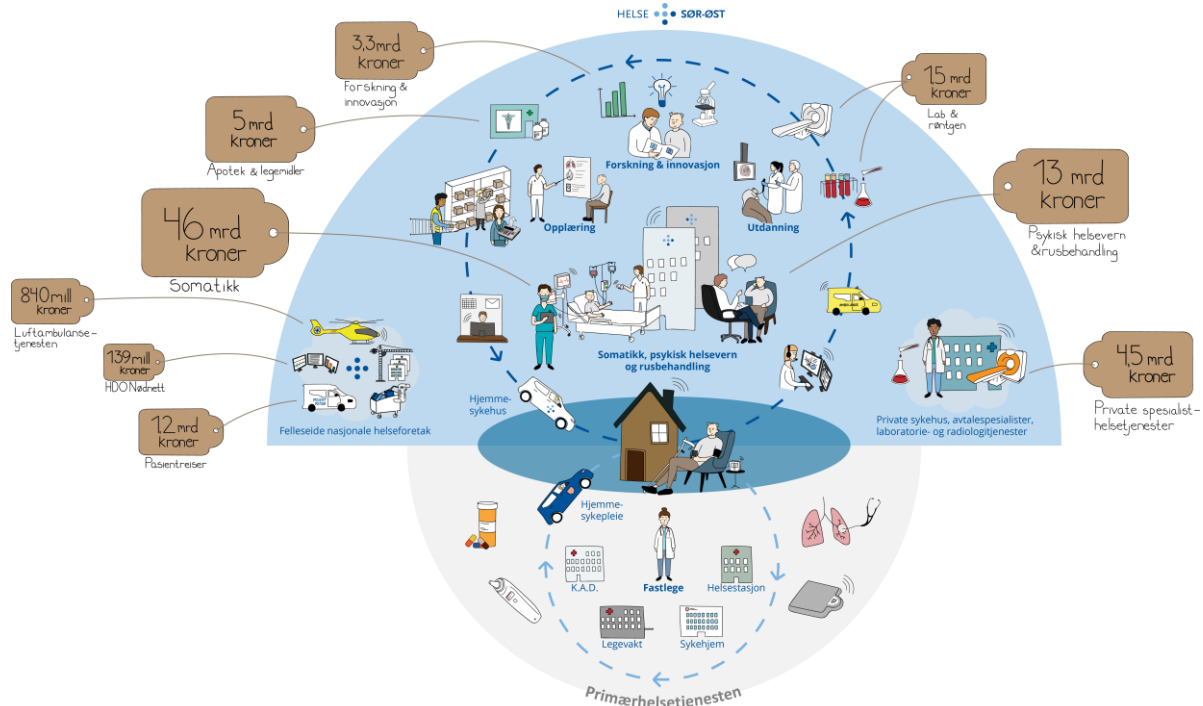 HELSE SØR-ØST
3,3 mrd
kroner
Forskning &
innovasjon
1,5 mrd
kroner
Lab &
røntgen
5 mrd
kroner
Apotek & legemidler
Forskning & innovasjon
13 mrd
kroner
Psykisk helsevern
& rusbehandling
46 mrd
kroner
Somatikk
Opplæring
Utdanning
840 mill
kroner
Luftambulanse-
tjenesten
AMBULANSE
139 mill
kroner
HDO Nødnett
Somatikk, psykisk helsevern
og rusbehandling
4,5 mrd
kroner
Private spesialist-
helsetjenester
1,2 mrd
kroner
Pasientreiser
Hjemme-
sykehus
Felleseide nasjonale helseforetak
Private sykehus, avtalespesialister,
laboratorie- og radiologitjenester
Hjemme-
sykepleie
K.A.D.
Fastlege
Helsestasjon
Legevakt
Sykehjem
Primærhelsetjenesten